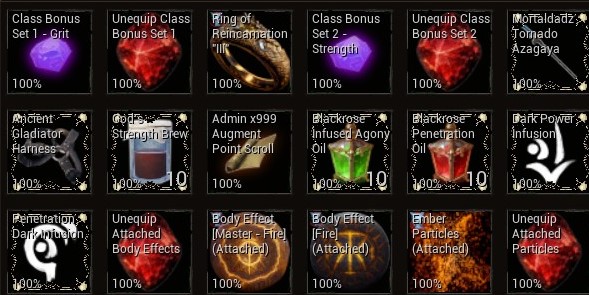 Class Bonus
Set 1 - Grit
100%
Unequip Class
Bonus Set 1
100%
Ring of
Reincarnation
"III"
100%
Class Bonus
Set 2 -
Strength
100%
Unequip Class
Bonus Set 2
100%
Mortaldadz
Tornado
Azagaya
100%
Ancient
Gladiator
Harness
100%
God's
Strength Brew
100%
10
Admin x999
Augment
Point Scroll
100%
Blackrose
Infused Agony
Oil
100%
10
Blackrose
Penetration
Oil
100%
10
Dark Power
Infusion
100%
Penetration
Dark Infusion
100%
Unequip
Attached
Body Effects
100%
Body Effect
[Master - Fire]
(Attached)
100%
Body Effect
[Fire]
(Attached)
100%
Ember
Particles
(Attached)
100%
Unequip
Attached
Particles
100%